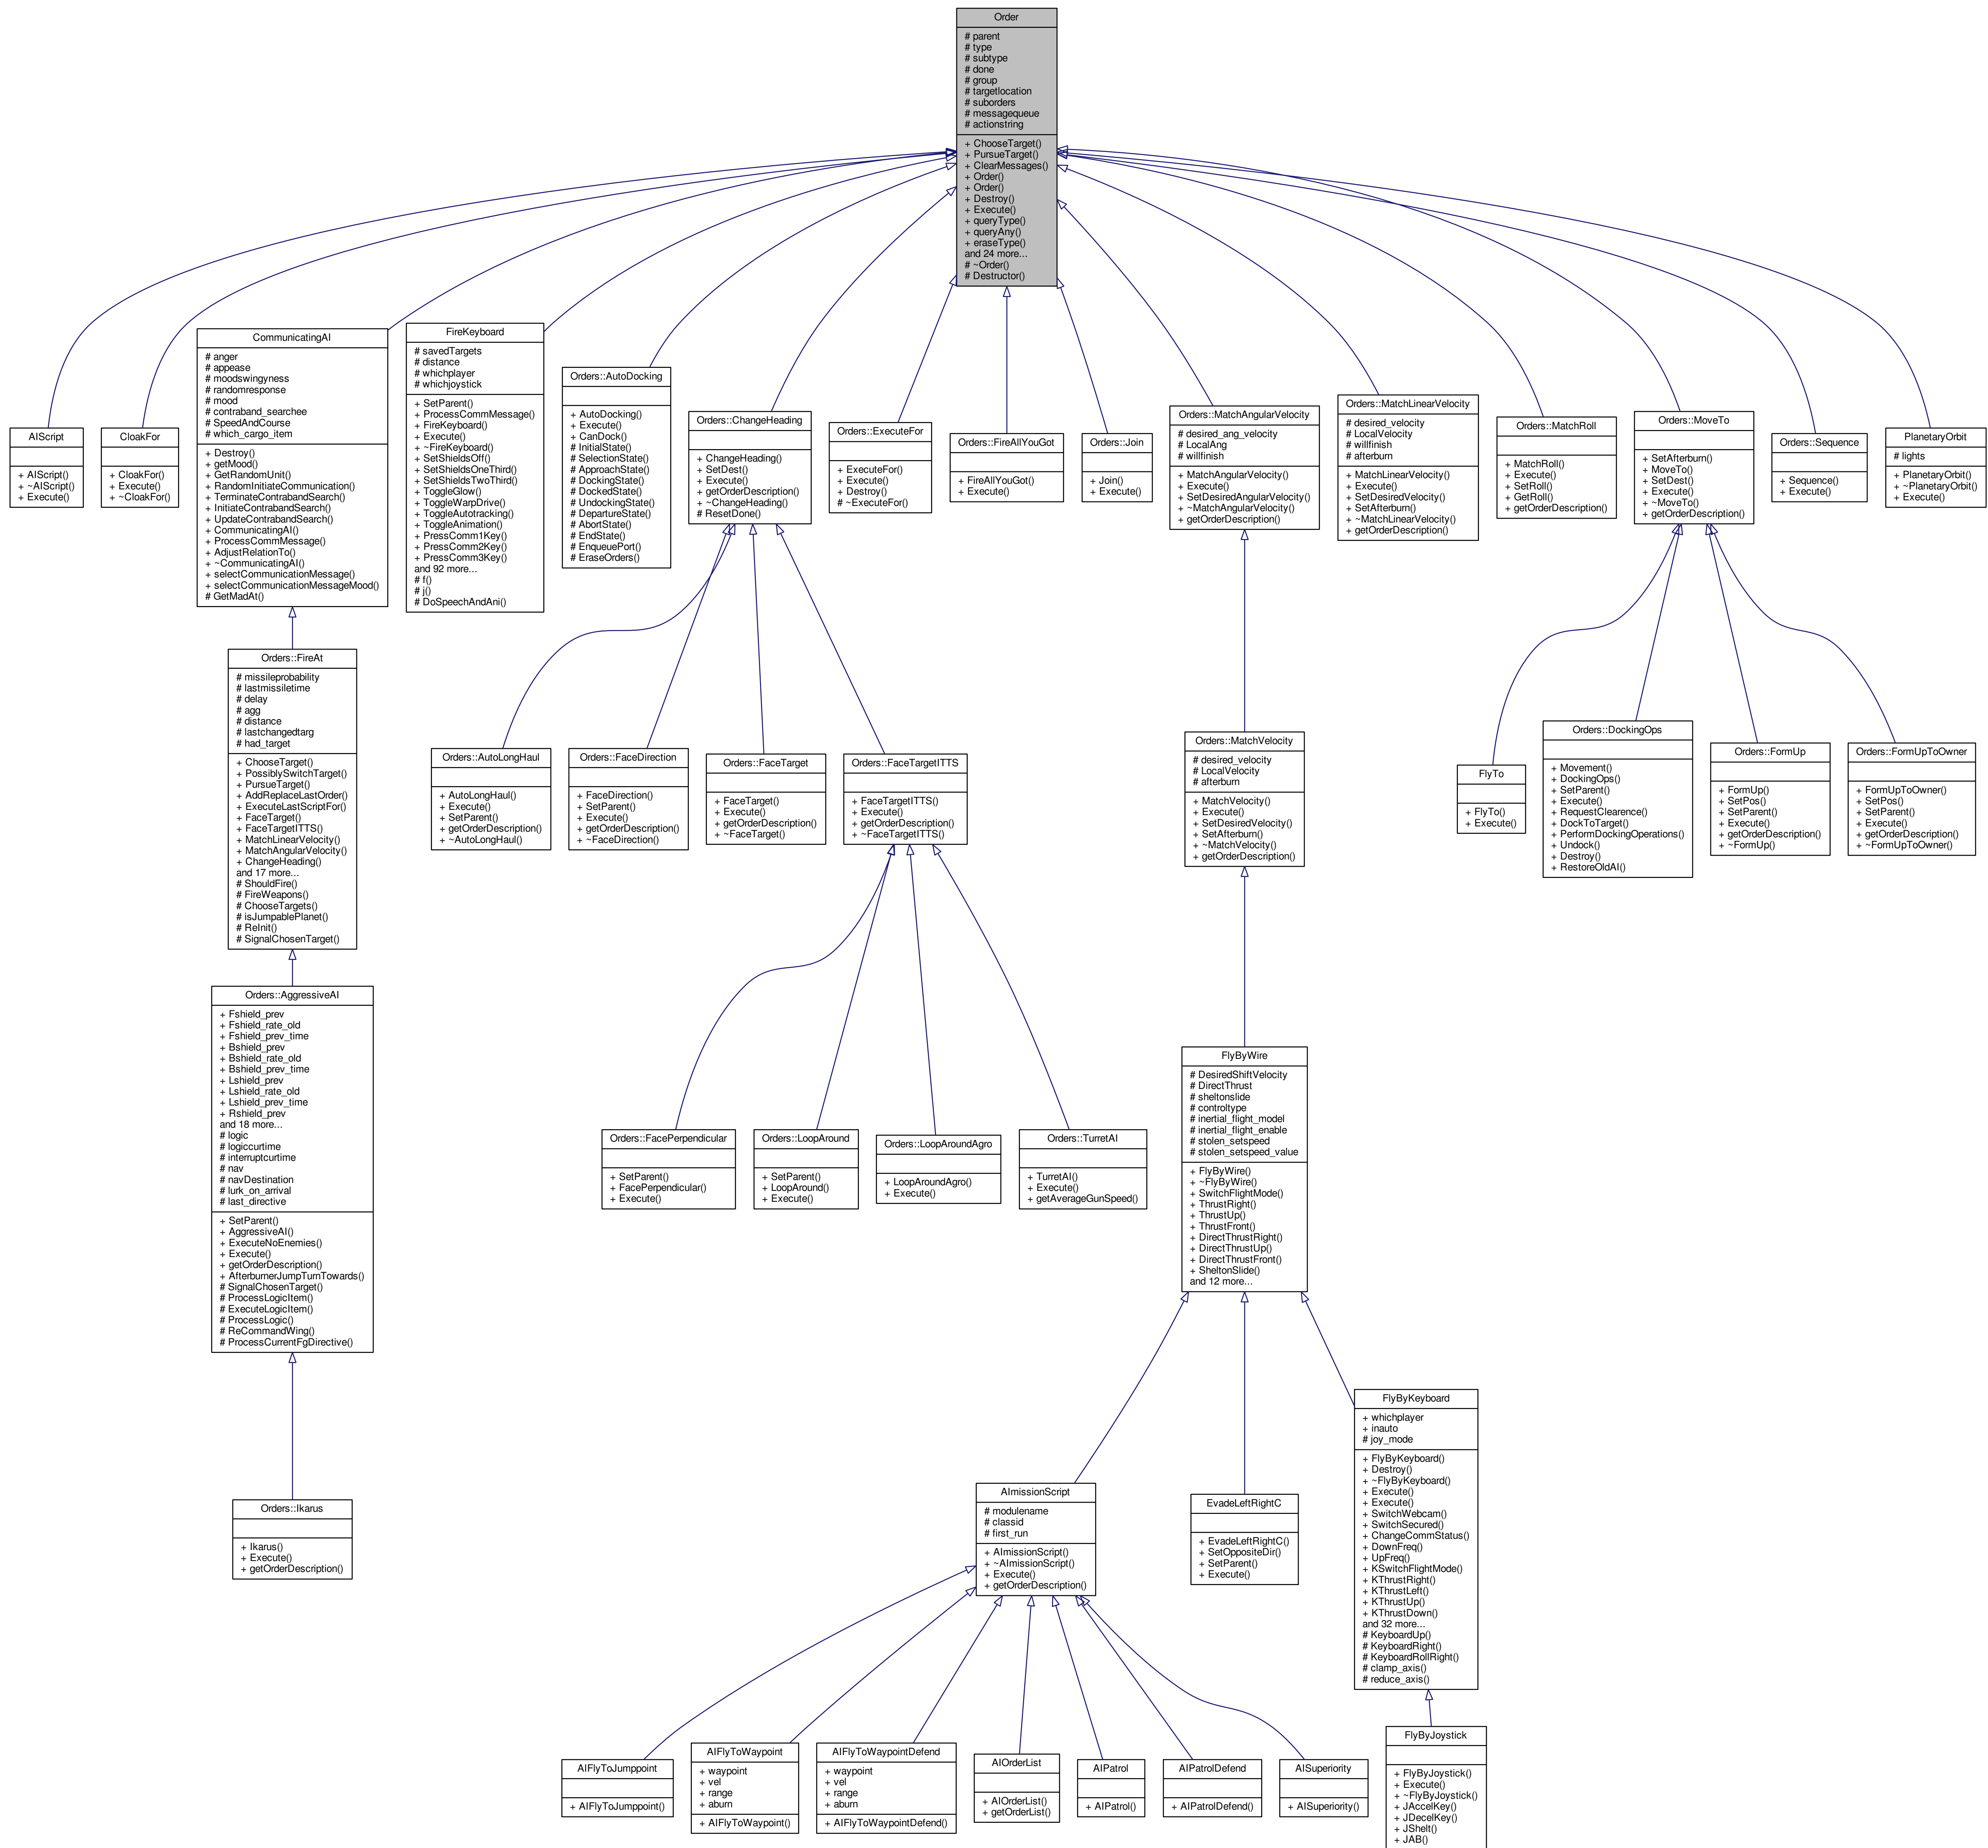 Order
# parent
# type
# subtype
# done
# group
# targetlocation
# suborders
# messagequeue
# actionstring
+ ChooseTarget()
+ PursueTarget()
+ ClearMessages()
+ Order()
+ Order()
+ Destroy()
+ Execute()
+ queryType()
+ queryAny()
+ eraseType()
and 24 more...
# ~Order()
# Destructor()
AIScript
+ AIScript()
+ ~AIScript()
+ Execute()
CloakFor
+ CloakFor()
+ Execute()
+ ~CloakFor()
CommunicatingAI
# anger
# appease
# moodswingyness
# randomresponse
# mood
# contraband_searchee
# SpeedAndCourse
# which_cargo_item
+ Destroy()
+ getMood()
+ GetRandomUnit()
+ RandomInitiateCommunication()
+ TerminateContrabandSearch()
+ InitiateContrabandSearch()
+ UpdateContrabandSearch()
+ CommunicatingAI()
+ ProcessCommMessage()
+ AdjustRelationTo()
+ ~CommunicatingAI()
+ selectCommunicationMessage()
+ selectCommunicationMessageMood()
# GetMadAt()
FireKeyboard
# savedTargets
# distance
# whichplayer
# whichjoystick
+ SetParent()
+ ProcessCommMessage()
+ FireKeyboard()
+ Execute()
+ ~FireKeyboard()
+ SetShieldsOff()
+ SetShieldsOneThird()
+ SetShieldsTwoThird()
+ ToggleGlow()
+ ToggleWarpDrive()
+ ToggleAutotracking()
+ ToggleAnimation()
+ PressComm1Key()
+ PressComm2Key()
+ PressComm3Key()
and 92 more...
# f()
# j()
# DoSpeechAndAni()
Orders::AutoDocking
+ AutoDocking()
+ Execute()
+ CanDock()
# InitialState()
# SelectionState()
# ApproachState()
# DockingState()
# DockedState()
# UndockingState()
# DepartureState()
# AbortState()
# EndState()
# EnqueuePort()
# EraseOrders()
Orders::ChangeHeading
+ ChangeHeading()
+ SetDest()
+ Execute()
+ getOrderDescription()
+ ~ChangeHeading()
# ResetDone()
Orders::ExecuteFor
+ ExecuteFor()
+ Execute()
+ Destroy()
# ~ExecuteFor()
Orders::FireAllYouGot
+ FireAllYouGot()
+ Execute()
Orders::Join
+ Join()
+ Execute()
Orders::MatchAngularVelocity
# desired_ang_velocity
# LocalAng
# willfinish
+ MatchAngularVelocity()
+ Execute()
+ SetDesiredAngularVelocity()
+ ~MatchAngularVelocity()
+ getOrderDescription()
Orders::MatchLinearVelocity
# desired_velocity
# LocalVelocity
# willfinish
# afterburn
+ MatchLinearVelocity()
+ Execute()
+ SetDesiredVelocity()
+ SetAfterburn()
+ ~MatchLinearVelocity()
+ getOrderDescription()
Orders::MatchRoll
+ MatchRoll()
+ Execute()
+ SetRoll()
+ GetRoll()
+ getOrderDescription()
Orders::MoveTo
+ SetAfterburn()
+ MoveTo()
+ SetDest()
+ Execute()
+ ~MoveTo()
+ getOrderDescription()
Orders::Sequence
+ Sequence()
+ Execute()
PlanetaryOrbit
# lights
+ PlanetaryOrbit()
+ ~PlanetaryOrbit()
+ Execute()
Orders::FireAt
# missileprobability
# lastmissiletime
# delay
# agg
# distance
# lastchangedtarg
# had_target
+ ChooseTarget()
+ PossiblySwitchTarget()
+ PursueTarget()
+ AddReplaceLastOrder()
+ ExecuteLastScriptFor()
+ FaceTarget()
+ FaceTargetITTS()
+ MatchLinearVelocity()
+ MatchAngularVelocity()
+ ChangeHeading()
and 17 more...
# ShouldFire()
# FireWeapons()
# ChooseTargets()
# isJumpablePlanet()
# ReInit()
# SignalChosenTarget()
Orders::AutoLongHaul
+ AutoLongHaul()
+ Execute()
+ SetParent()
+ getOrderDescription()
+ ~AutoLongHaul()
Orders::FaceDirection
+ FaceDirection()
+ SetParent()
+ Execute()
+ getOrderDescription()
+ ~FaceDirection()
Orders::FaceTarget
+ FaceTarget()
+ Execute()
+ getOrderDescription()
+ ~FaceTarget()
Orders::FaceTargetITTS
+ FaceTargetITTS()
+ Execute()
+ getOrderDescription()
+ ~FaceTargetITTS()
Orders::MatchVelocity
# desired_velocity
# LocalVelocity
# afterburn
+ MatchVelocity()
+ Execute()
+ SetDesiredVelocity()
+ SetAfterburn()
+ ~MatchVelocity()
+ getOrderDescription()
FlyTo
+ FlyTo()
+ Execute()
Orders::DockingOps
+ Movement()
+ DockingOps()
+ SetParent()
+ Execute()
+ RequestClearence()
+ DockToTarget()
+ PerformDockingOperations()
+ Undock()
+ Destroy()
+ RestoreOldAI()
Orders::FormUp
+ FormUp()
+ SetPos()
+ SetParent()
+ Execute()
+ getOrderDescription()
+ ~FormUp()
Orders::FormUpToOwner
+ FormUpToOwner()
+ SetPos()
+ SetParent()
+ Execute()
+ getOrderDescription()
+ ~FormUpToOwner()
Orders::AggressiveAI
+ Fshield_prev
+ Fshield_rate_old
+ Fshield_prev_time
+ Bshield_prev
+ Bshield_rate_old
+ Bshield_prev_time
+ Lshield_prev
+ Lshield_rate_old
+ Lshield_prev_time
+ Rshield_prev
and 18 more...
# logic
# logiccurtime
# interruptcurtime
# nav
# navDestination
# lurk_on_arrival
# last_directive
+ SetParent()
+ AggressiveAI()
+ ExecuteNoEnemies()
+ Execute()
+ getOrderDescription()
+ AfterburnerJumpTurnTowards()
# SignalChosenTarget()
# ProcessLogicItem()
# ExecuteLogicItem()
# ProcessLogic()
# ReCommandWing()
# ProcessCurrentFgDirective()
Orders::FacePerpendicular
+ SetParent()
+ FacePerpendicular()
+ Execute()
Orders::LoopAround
+ SetParent()
+ LoopAround()
+ Execute()
Orders::LoopAroundAgro
+ LoopAroundAgro()
+ Execute()
Orders::TurretAI
+ TurretAI()
+ Execute()
+ getAverageGunSpeed()
FlyByWire
# DesiredShiftVelocity
# DirectThrust
# sheltonslide
# controltype
# inertial_flight_model
# inertial_flight_enable
# stolen_setspeed
# stolen_setspeed_value
+ FlyByWire()
+ ~FlyByWire()
+ SwitchFlightMode()
+ ThrustRight()
+ ThrustUp()
+ ThrustFront()
+ DirectThrustRight()
+ DirectThrustUp()
+ DirectThrustFront()
+ SheltonSlide()
and 12 more...
Orders::Ikarus
+ Ikarus()
+ Execute()
+ getOrderDescription()
AImissionScript
# modulename
# classid
# first_run
+ AImissionScript()
+ ~AImissionScript()
+ Execute()
+ getOrderDescription()
EvadeLeftRightC
+ EvadeLeftRightC()
+ SetOppositeDir()
+ SetParent()
+ Execute()
FlyByKeyboard
+ whichplayer
+ inauto
# joy_mode
+ FlyByKeyboard()
+ Destroy()
+ ~FlyByKeyboard()
+ Execute()
+ Execute()
+ SwitchWebcam()
+ SwitchSecured()
+ ChangeCommStatus()
+ DownFreq()
+ UpFreq()
+ KSwitchFlightMode()
+ KThrustRight()
+ KThrustLeft()
+ KThrustUp()
+ KThrustDown()
and 32 more...
# KeyboardUp()
# KeyboardRight()
# KeyboardRollRight()
# clamp_axis()
# reduce_axis()
AIFlyToJumppoint
+ AIFlyToJumppoint()
AIFlyToWaypoint
+ waypoint
+ vel
+ range
+ aburn
+ AIFlyToWaypoint()
AIFlyToWaypointDefend
+ waypoint
+ vel
+ range
+ aburn
+ AIFlyToWaypointDefend()
AIOrderList
+ AIOrderList()
+ getOrderList()
AIPatrol
+ AIPatrol()
AIPatrolDefend
+ AIPatrolDefend()
AISuperiority
+ AISuperiority()
FlyByJoystick
+ FlyByJoystick()
+ Execute()
+ ~FlyByJoystick()
+ JAccelKey()
+ JDecelKey()
+ JShelt()
+ JAB()